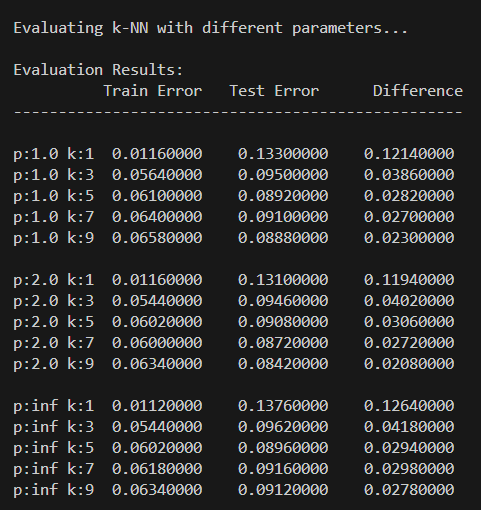 Evaluating k-NN with different parameters...
Evaluation Results:
Train Error Test Error Difference
--------------------------------------------------
p:1.0 k:1 0.01160000 0.13300000 0.12140000
p:1.0 k:3 0.05640000 0.09500000 0.03860000
p:1.0 k:5 0.06100000 0.08920000 0.02820000
p:1.0 k:7 0.06400000 0.09100000 0.02700000
p:1.0 k:9 0.06580000 0.08880000 0.02300000
p:2.0 k:1 0.01160000 0.13100000 0.11940000
p:2.0 k:3 0.05440000 0.09460000 0.04020000
p:2.0 k:5 0.06020000 0.09080000 0.03060000
p:2.0 k:7 0.06000000 0.08720000 0.02720000
p:2.0 k:9 0.06340000 0.08420000 0.02080000
p:inf k:1 0.01120000 0.13760000 0.12640000
p:inf k:3 0.05440000 0.09620000 0.04180000
p:inf k:5 0.06020000 0.08960000 0.02940000
p:inf k:7 0.06180000 0.09160000 0.02980000
p:inf k:9 0.06340000 0.09120000 0.02780000